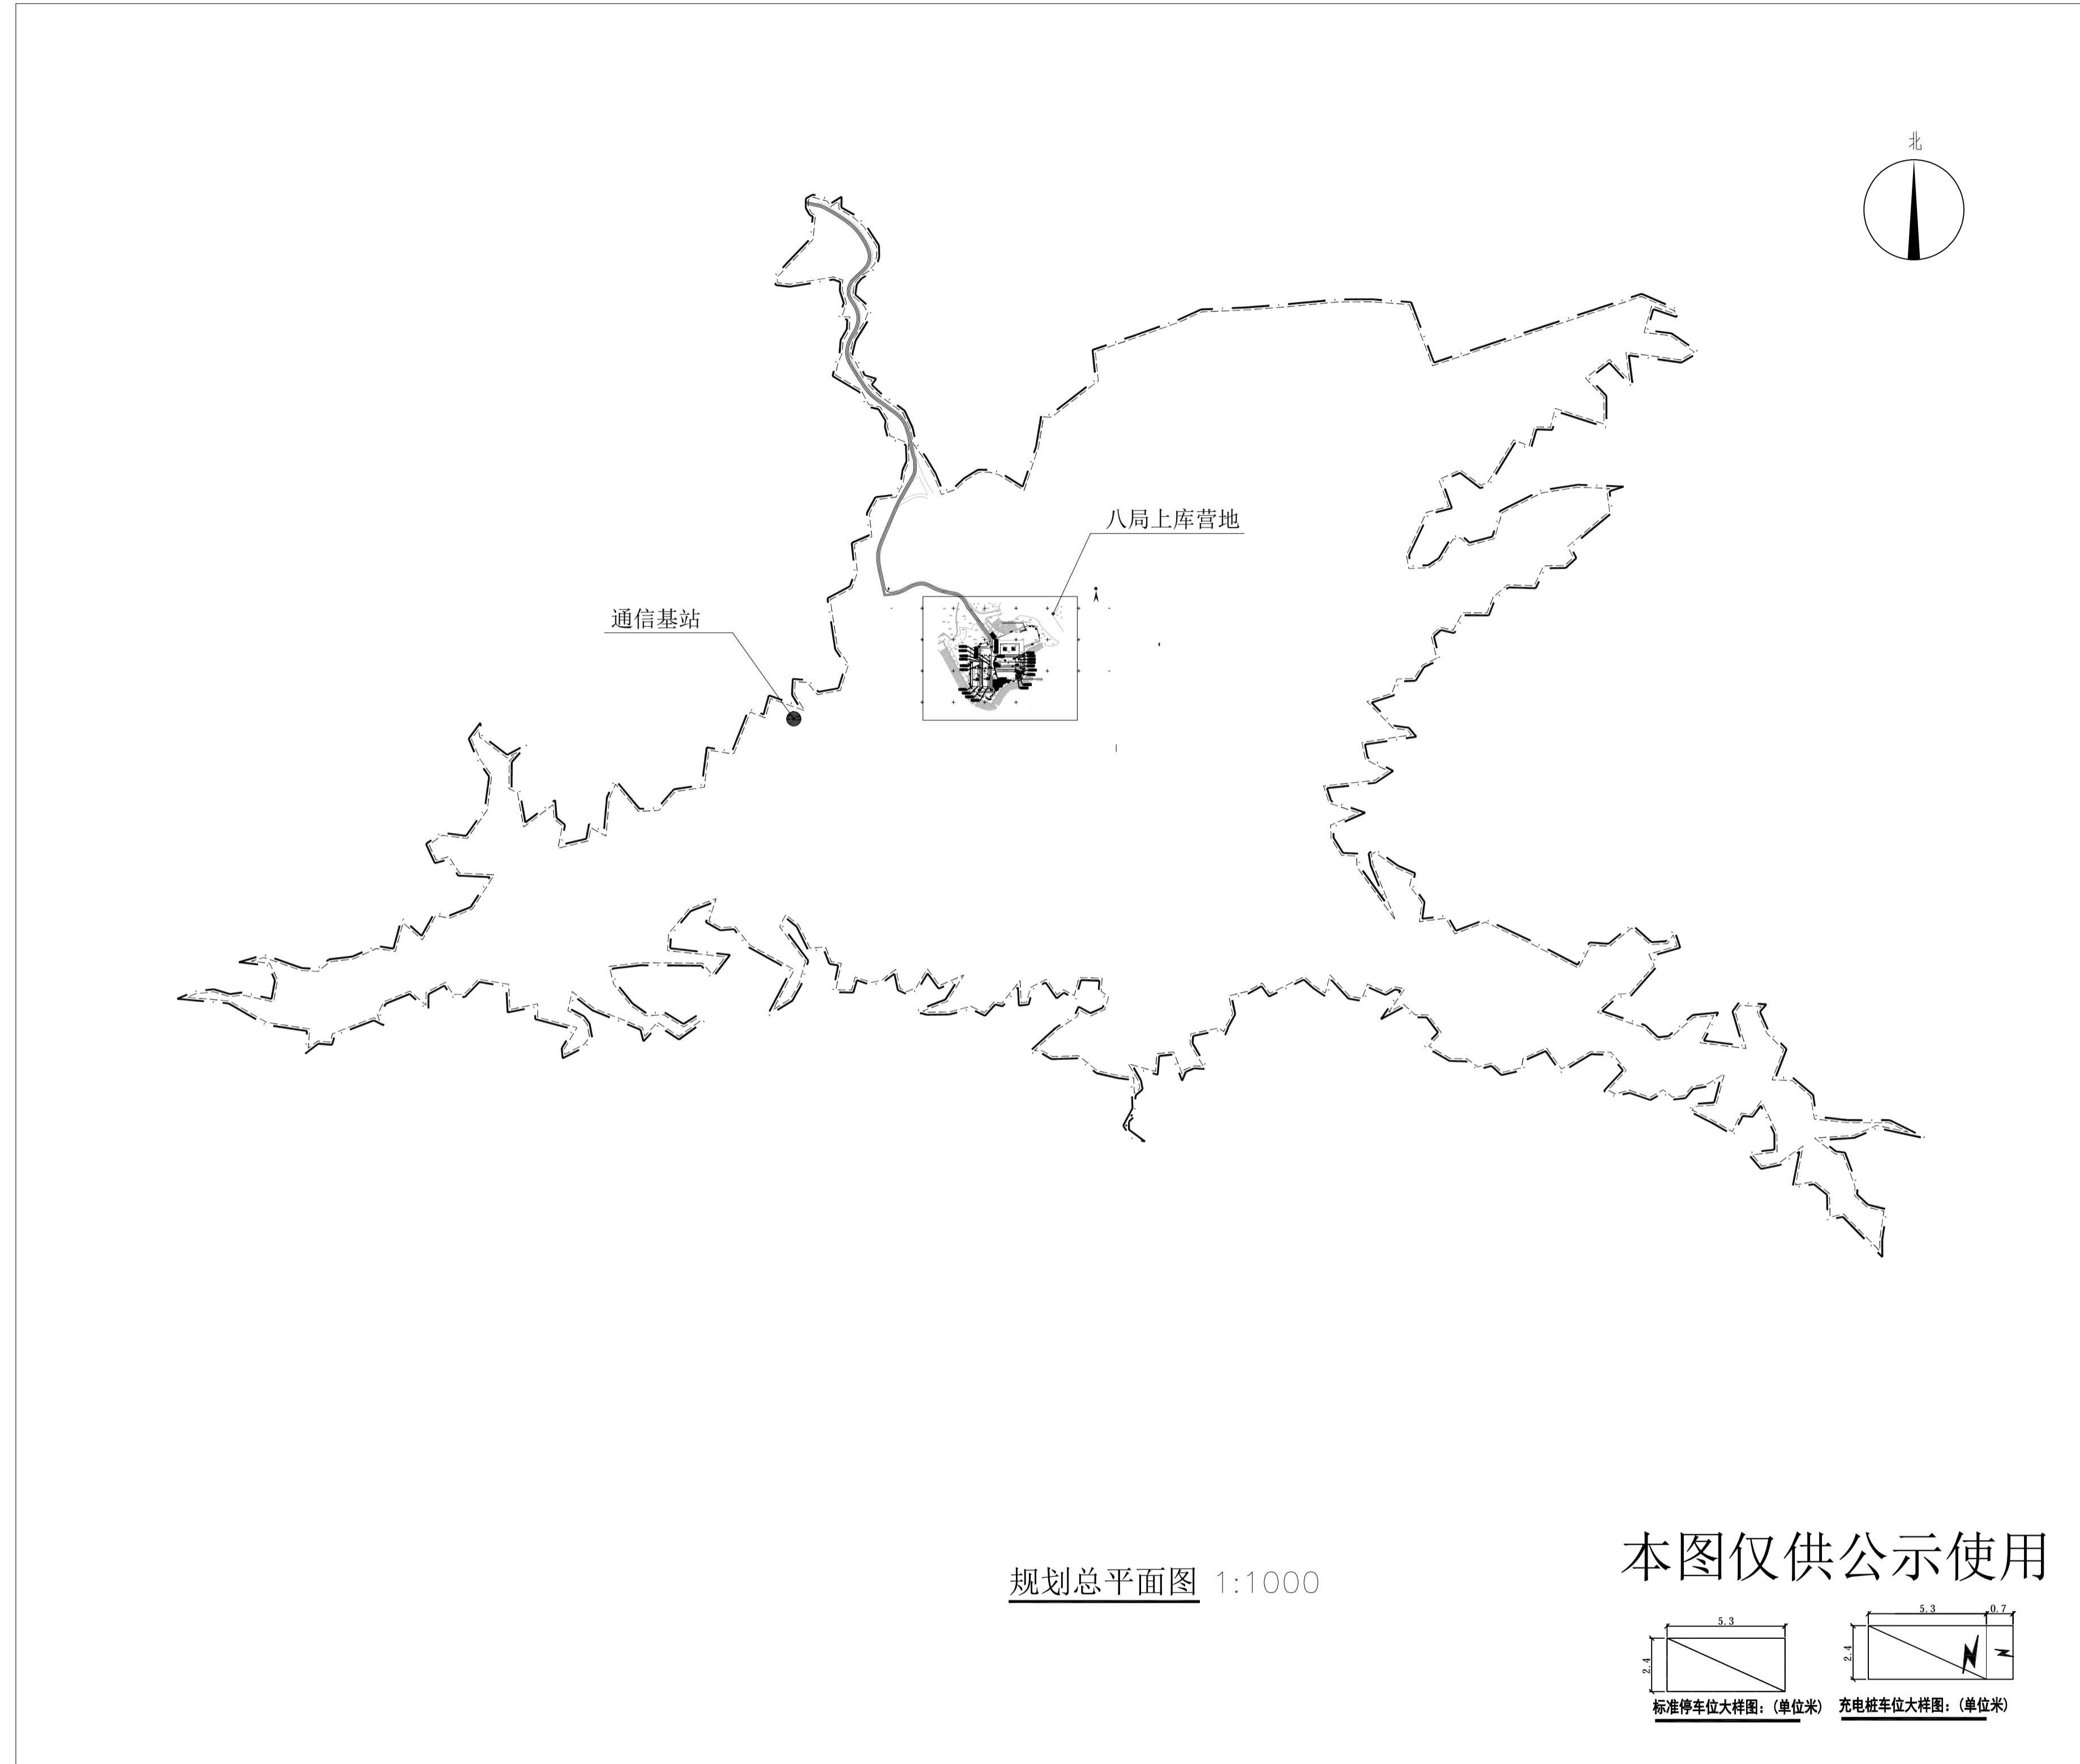 北
八局上库营地
通信基站
规划总平面图 1:1000
本图仅供公示使用
5.3
2.4
标准停车位大样图：(单位米)
5.3 0.7
2.4
充电桩车位大样图：(单位米)